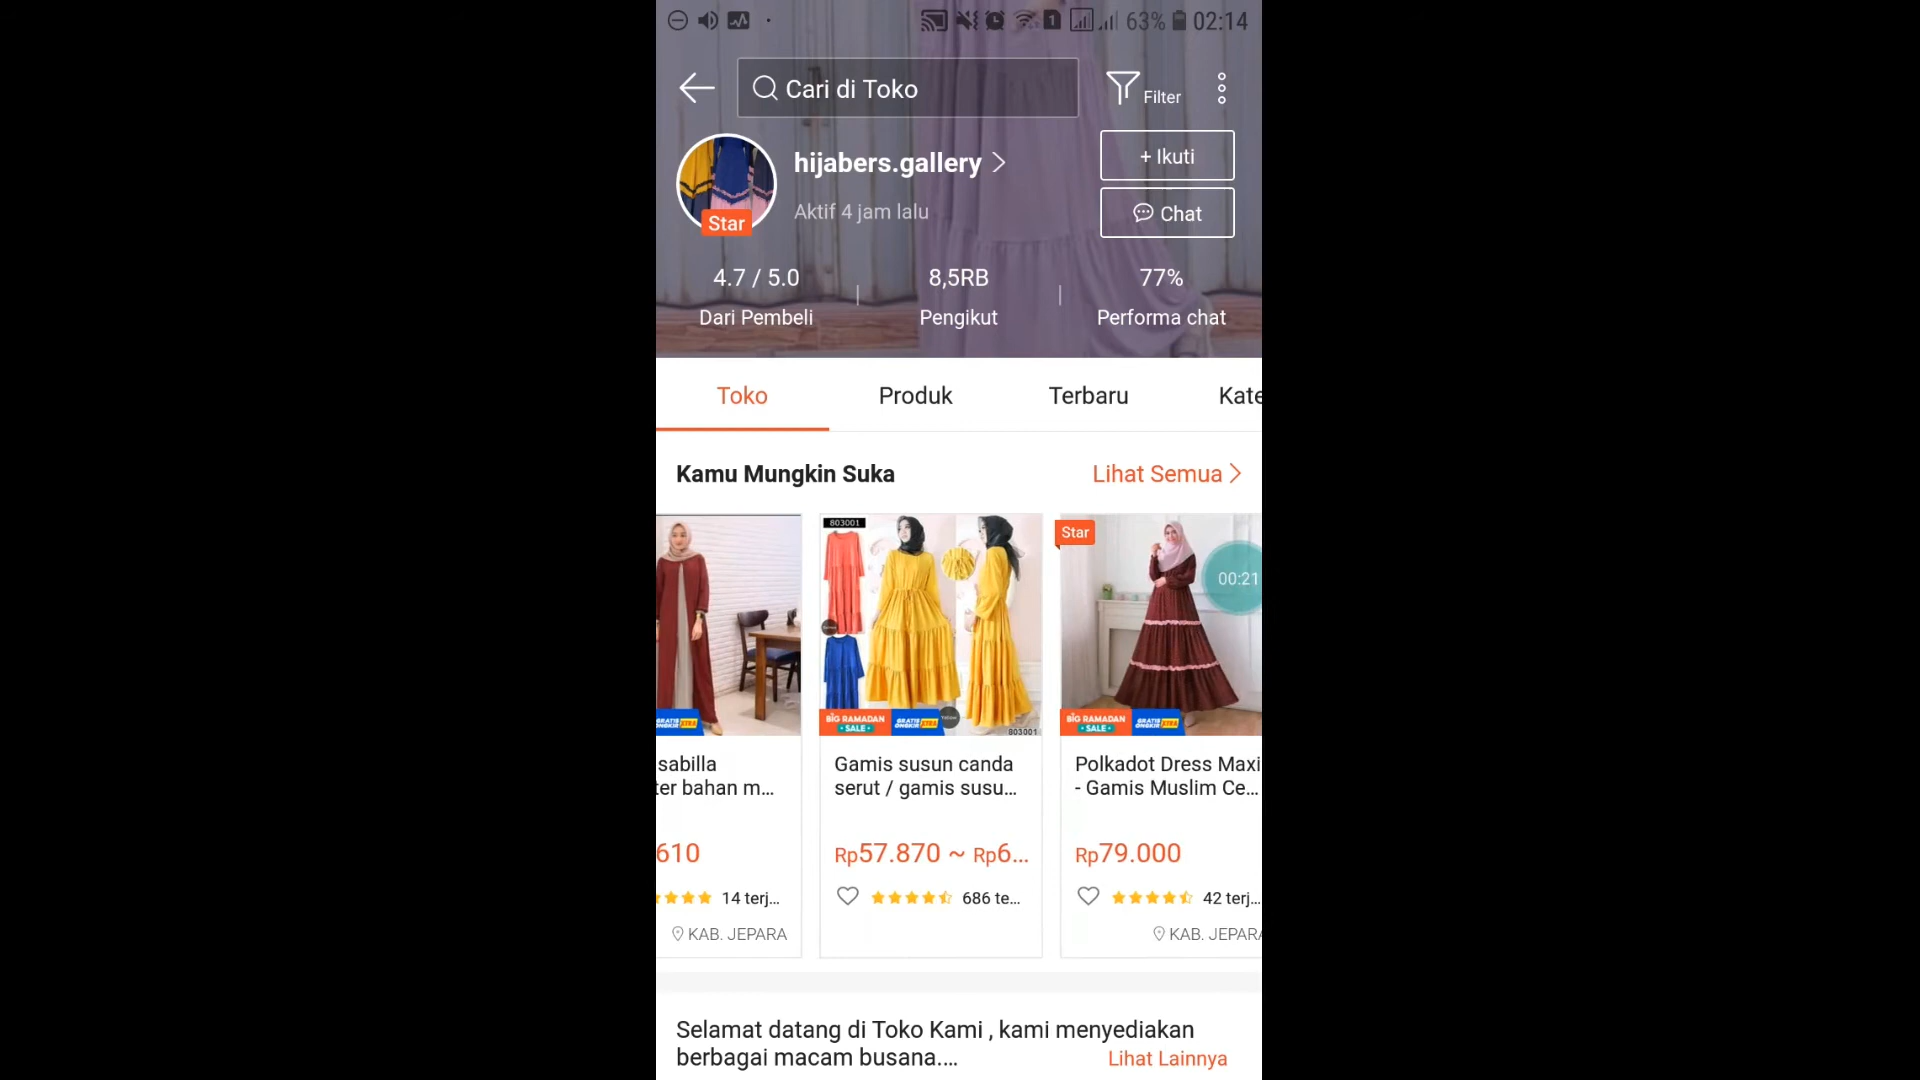 63% 02:14
Cari di Toko
Filter
hijabers.gallery
+ Ikuti
Star
Aktif 4 jam lalu
Chat
4.7 / 5.0
8,5RB
77%
Dari Pembeli
Pengikut
Performa chat
Toko
Produk
Terbaru
Kate
Kamu Mungkin Suka
Lihat Semua
803001
Star
00:21
BIG RAMADAN
SALE
GRATIS
ONGKIR XTRA
Yellow
803001
BIG RAMADAN
SALE
GRATIS
ONGKIR XTRA
GRATIS
ONGKIR XTRA
sabilla
ter bahan m...
Gamis susun canda
serut / gamis susu...
Polkadot Dress Maxi
- Gamis Muslim Ce...
610
Rp57.870 ~ Rp6...
Rp79.000
14 terj...
686 te...
42 terj...
KAB. JEPARA
KAB. JEPARA
Selamat datang di Toko Kami , kami menyediakan
berbagai macam busana....
Lihat Lainnya